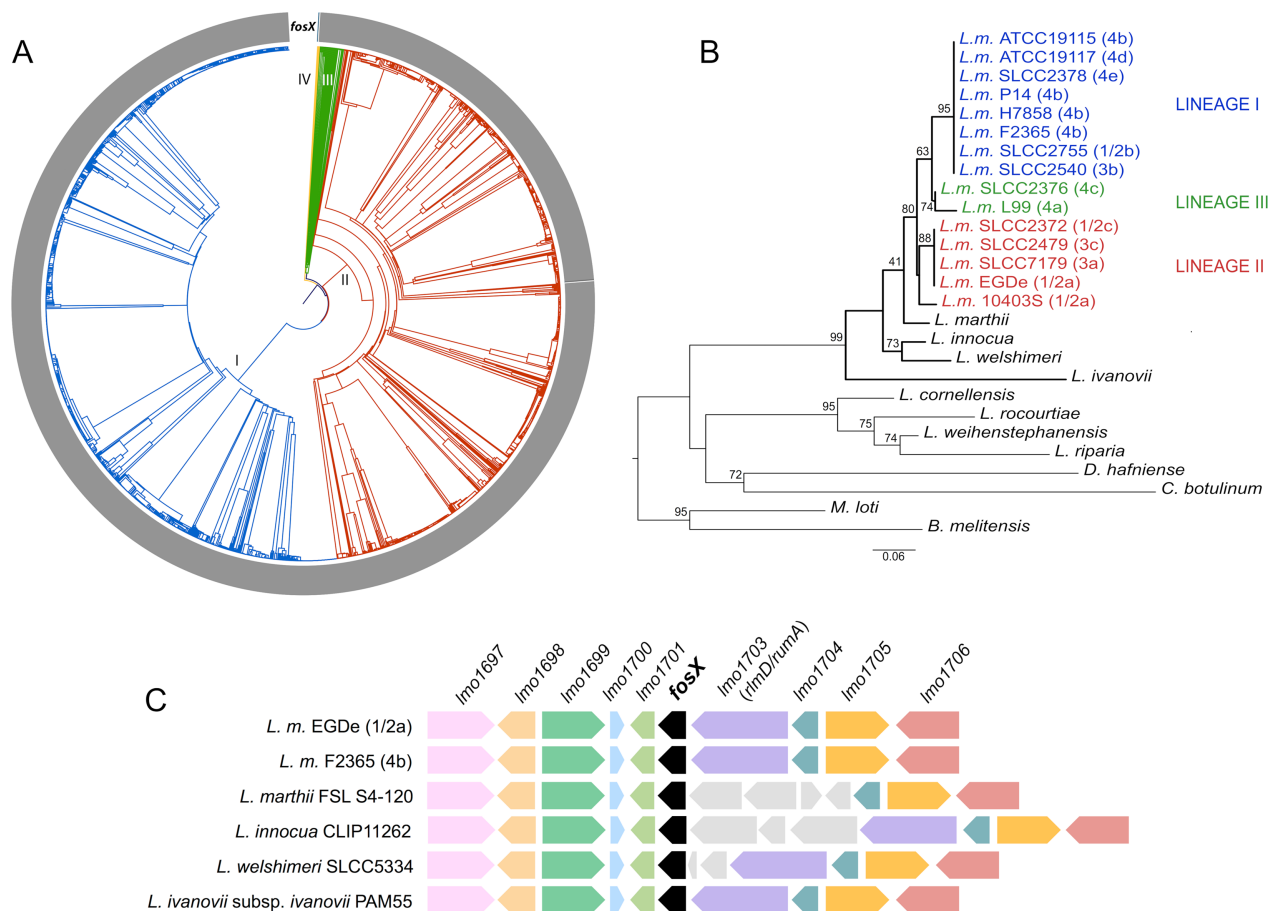 A
fosX
IV
III
II
I
B
L.m. ATCC19115 (4b)
L.m. ATCC19117 (4d)
L.m. SLCC2378 (4e)
L.m. P14 (4b)
L.m. H7858 (4b)
L.m. F2365 (4b)
L.m. SLCC2755 (1/2b)
L.m. SLCC2540 (3b)
L.m. SLCC2376 (4c)
L.m. L99 (4a)
L.m. SLCC2372 (1/2c)
L.m. SLCC2479 (3c)
L.m. SLCC7179 (3a)
L.m. EGDe (1/2a)
L.m. 10403S (1/2a)
L. marthii
L. innocua
L. welshimeri
L. ivanovii
L. cornellensis
L. rocourtiae
L. weihenstephanensis
L. riparia
D. hafniense
C. botulinum
M. loti
B. melitensis
LINEAGE I
LINEAGE III
LINEAGE II
95
63
74
80
88
41
73
99
95
75
74
72
95
0.06
C
lmo1697
lmo1698
lmo1699
lmo1700
lmo1701
fosX
lmo1703
(rlmD/rumA)
lmo1704
lmo1705
lmo1706
L. m. EGDe (1/2a)
L. m. F2365 (4b)
L. marthii FSL S4-120
L. innocua CLIP11262
L. welshimeri SLCC5334
L. ivanovii subsp. ivanovii PAM55